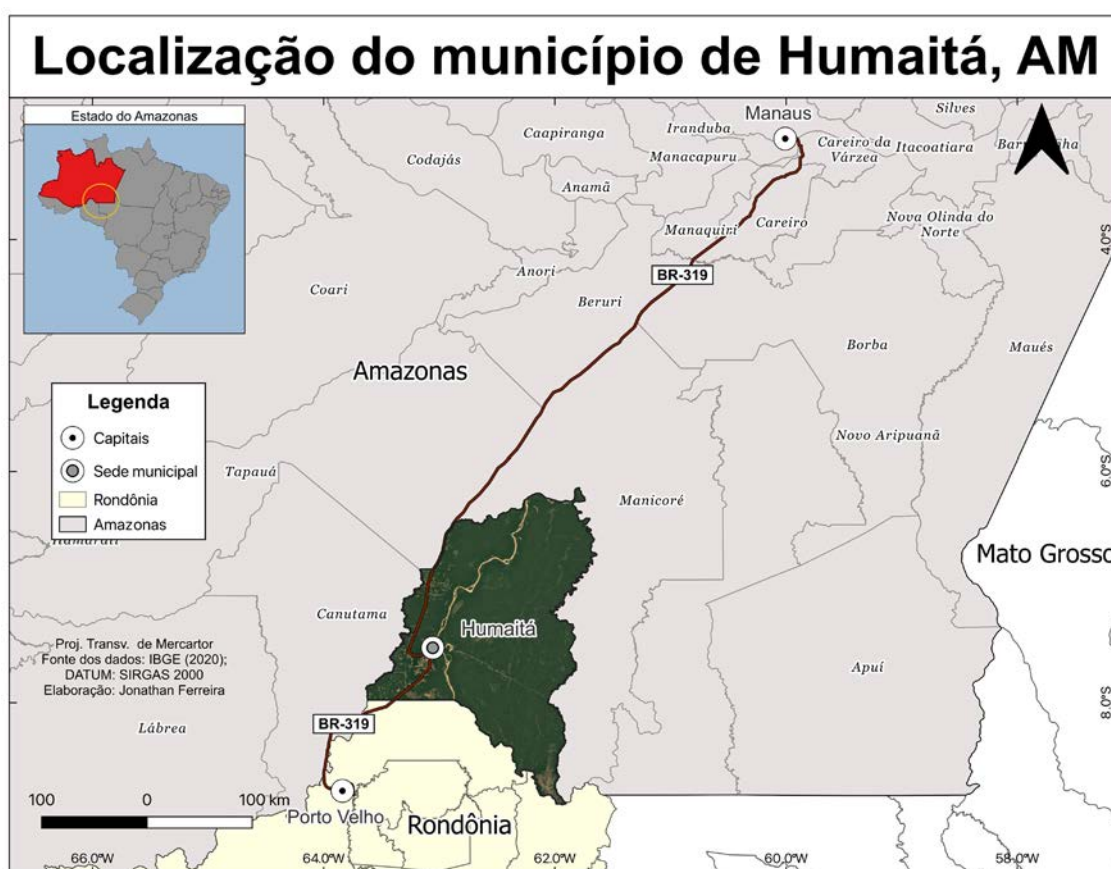 Localização do município de Humaitá, AM
Estado do Amazonas
Manaus
Silves
Iranduba
Caapiranga
Careiro da
Várzea
Itacoatiara
Codajás
Manacapuru
Anamã
Nova Olinda do
Norte
Careiro
Manaquiri
4.0°S
Anori
BR-319
Coari
Beruri
Borba
Maués
Amazonas
Legenda
Capitais
Sede municipal
Rondônia
Amazonas
Novo Aripuanã
6.0°S
Tapauá
Manicoré
Mato Grosso
Canutama
Humaitá
Proj. Transv. de Mercartor
Fonte dos dados: IBGE (2020);
DATUM: SIRGAS 2000
Elaboração: Jonathan Ferreira
Apuí
8.0°S
Lábrea
BR-319
100 0 100 km
Porto Velho
Rondônia
66.0°W 64.0°W 62.0°W 60.0°W 58.0°W